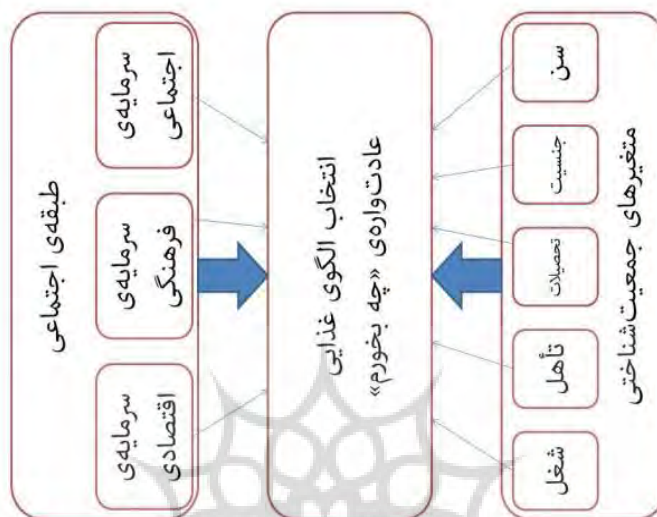 طبقه‌ی اجتماعی
سرمایه‌ی
اجتماعی
سرمایه‌ی
فرهنگی
سرمایه‌ی
اقتصادی
انتخاب الگوی غذایی
عادت‌واره‌ی «چه بخورم»
سن
جنسیت
تحصیلات
تأهل
شغل
متغیرهای جمعیت‌شناختی